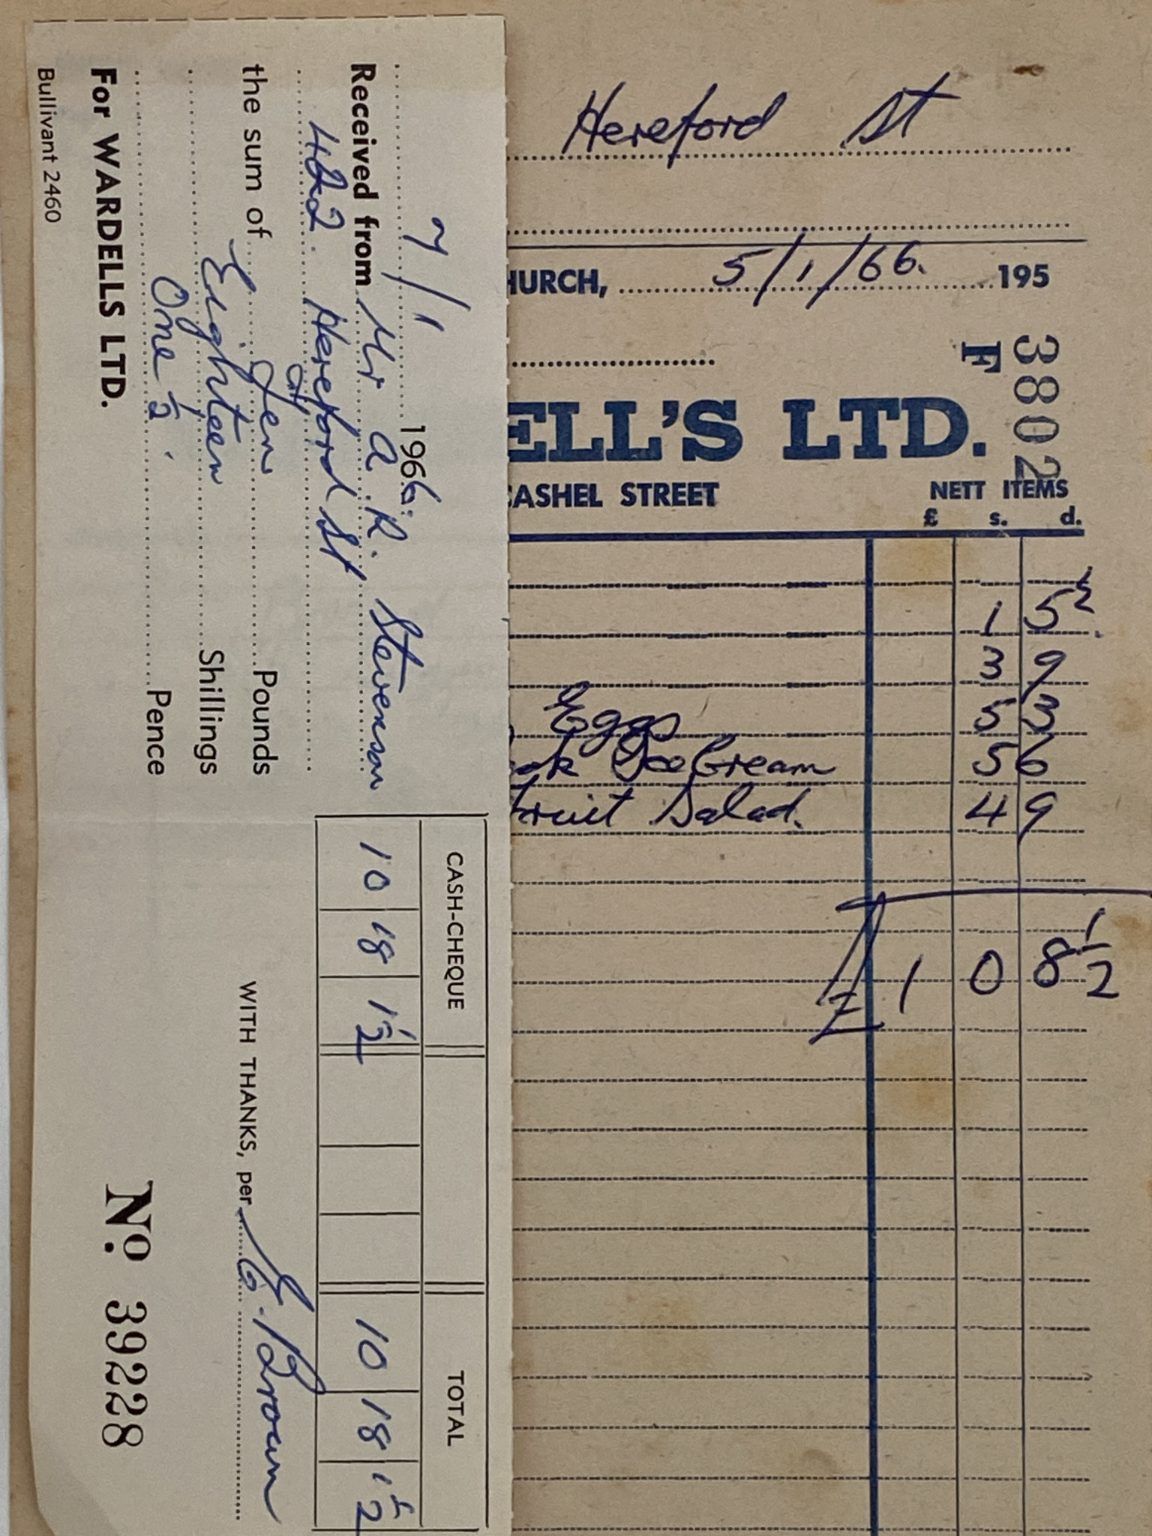 Hereford St
HURCH, 5/1/66. 195
F 3802
ELL'S LTD.
CASHEL STREET
NETT ITEMS
£ s. d.
1 5½
3 9
Eggs 5 3
Ice Cream 5 6
Fruit Salad. 4 9
£ 1 0 8½
7/1 1966.
Received from Mr A. R. Stevenson
422 Hereford St
the sum of Ten Pounds
Eighteen Shillings
One ½. Pence
For WARDELLS LTD.
Bullivant 2460
CASH-CHEQUE TOTAL
10 18 1½ 10 18 1½
WITH THANKS, per E. Brown
No. 39228